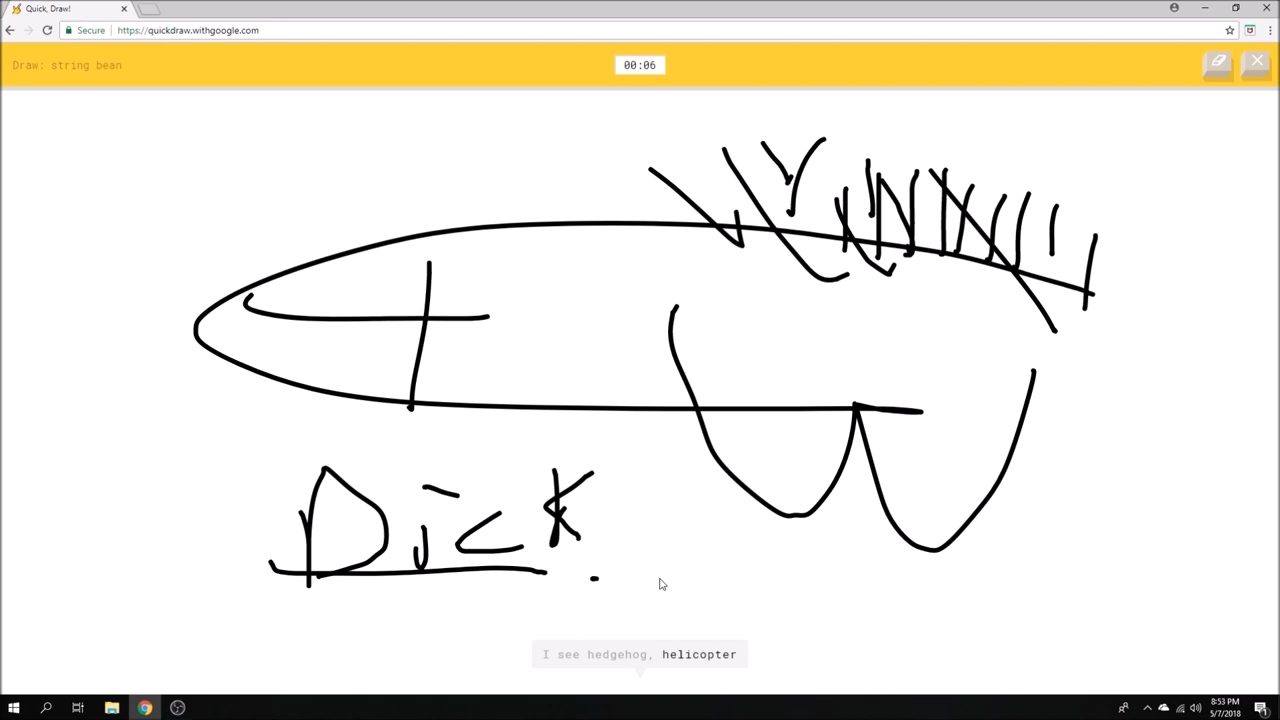 Quick, Draw!
Secure
https://quickdraw.withgoogle.com
Draw: string bean
00:06
Dick.
I see hedgehog, helicopter
8:53 PM
5/7/2018
1